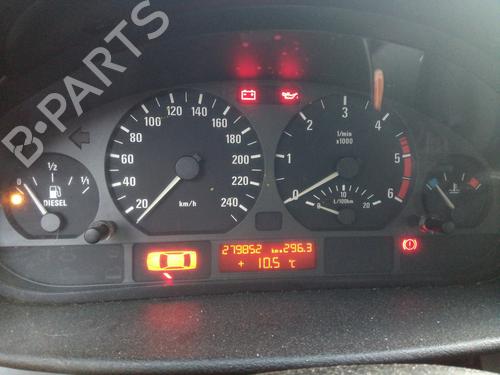 B-PARTS
0 1/2 1/1
DIESEL
20 40 60 80 100 120 140 160 180 200 220 240
km/h
0 1 2 3 4 5 6
1/min
x1000
0 10 20
L/100km
279852 km 296.3
+ 10.5 °C